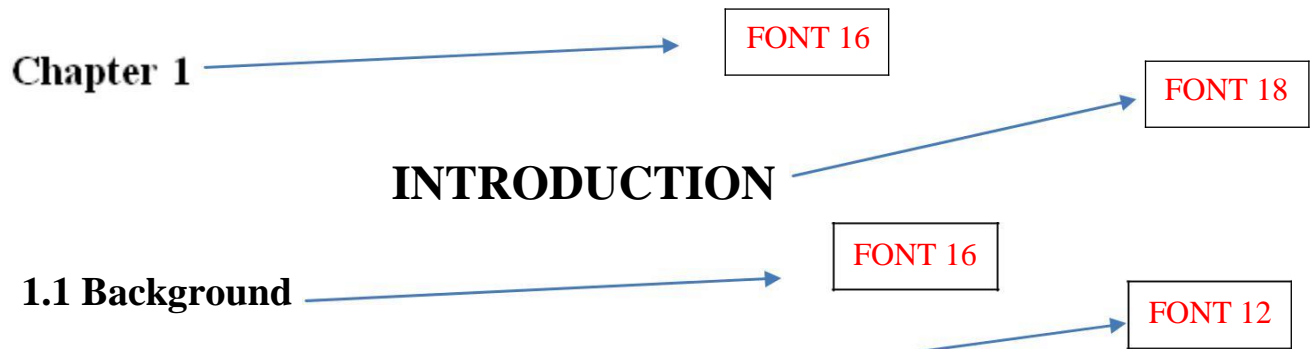 FONT 16
Chapter 1
FONT 18
INTRODUCTION
FONT 16
1.1 Background
FONT 12